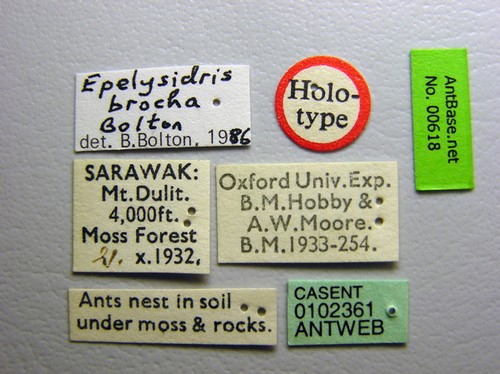 Epelysidris
brocha
Bolton
det. B.Bolton, 1986
Holo-
type
AntBase.net
No. 00618
SARAWAK:
Mt.Dulit.
4,000ft.
Moss Forest
x.1932.
Oxford Univ.Exp.
B.M.Hobby &
A.W.Moore.
B.M.1933-254.
Ants nest in soil
under moss & rocks.
CASENT
0102361
ANTWEB